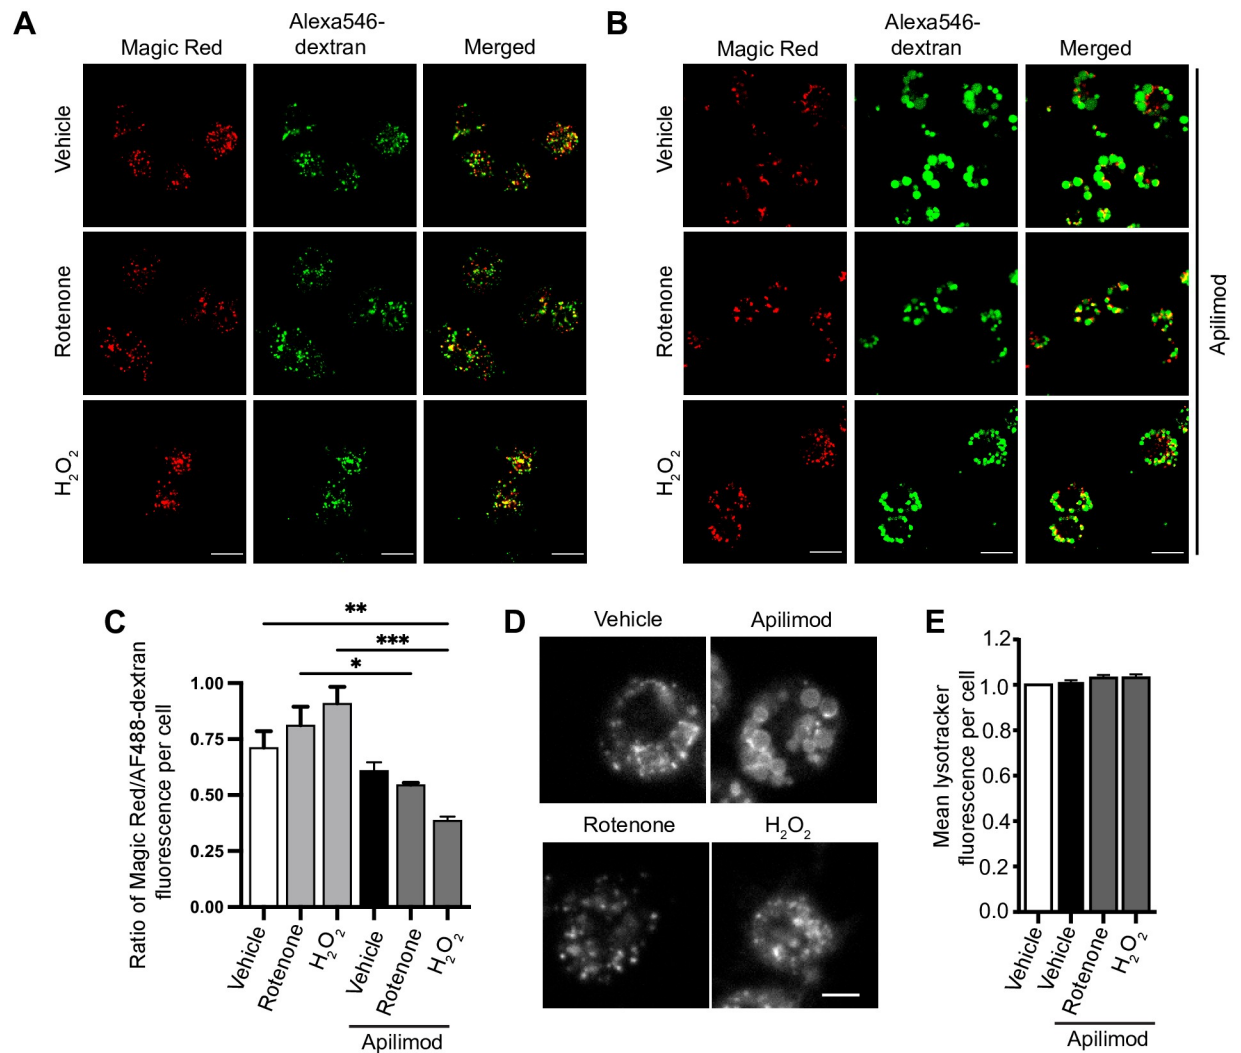 A
Magic Red
Alexa546-
dextran
Merged
Vehicle
Rotenone
H₂O₂
B
Magic Red
Alexa546-
dextran
Merged
Vehicle
Rotenone
H₂O₂
Apilimod
C
Ratio of Magic Red/AF488-dextran
fluorescence per cell
**
***
*
1.00
0.75
0.50
0.25
0.00
Vehicle
Rotenone
H₂O₂
Vehicle
Rotenone
H₂O₂
Apilimod
D
Vehicle
Apilimod
Rotenone
H₂O₂
E
Mean lysotracker
fluorescence per cell
1.2
1.0
0.8
0.6
0.4
0.2
0.0
Vehicle
Vehicle
Rotenone
H₂O₂
Apilimod